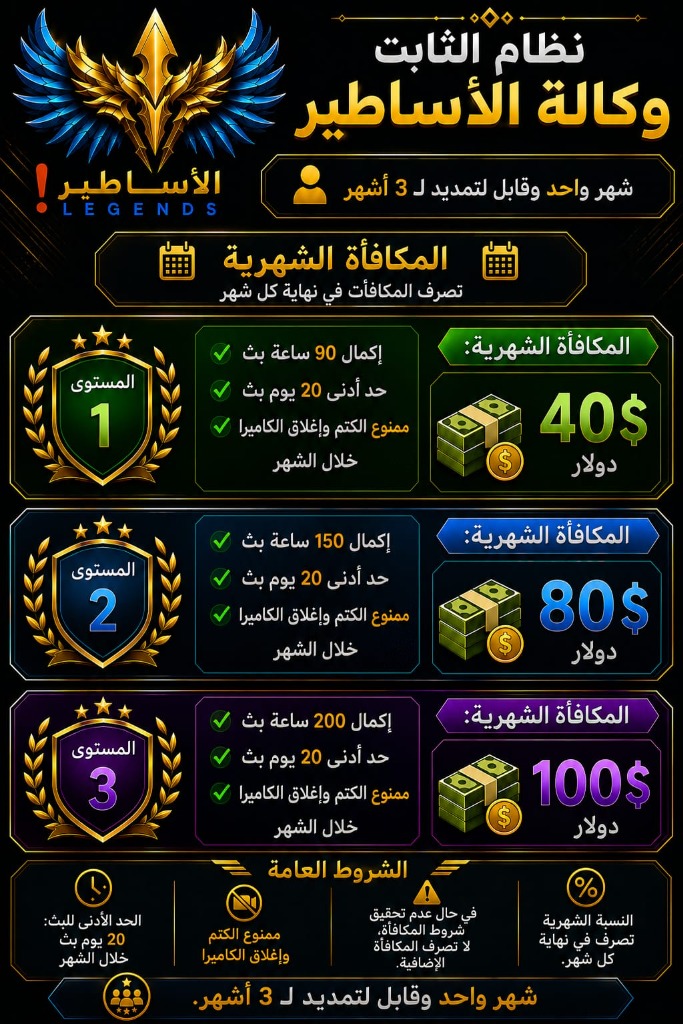 نظام الثابت
وكالة الأساطير
الأساطير !
LEGENDS
شهر واحد وقابل لتمديد لـ 3 أشهر
المكافأة الشهرية
تصرف المكافآت في نهاية كل شهر
المستوى
1
إكمال 90 ساعة بث
حد أدنى 20 يوم بث
ممنوع الكتم وإغلاق الكاميرا
خلال الشهر
المكافأة الشهرية:
40$
دولار
المستوى
2
إكمال 150 ساعة بث
حد أدنى 20 يوم بث
ممنوع الكتم وإغلاق الكاميرا
خلال الشهر
المكافأة الشهرية:
80$
دولار
المستوى
3
إكمال 200 ساعة بث
حد أدنى 20 يوم بث
ممنوع الكتم وإغلاق الكاميرا
خلال الشهر
المكافأة الشهرية:
100$
دولار
الشروط العامة
النسبة الشهرية
تصرف في نهاية
كل شهر.
في حال عدم تحقيق
شروط المكافأة،
لا تصرف المكافأة
الإضافية.
ممنوع الكتم
وإغلاق الكاميرا
الحد الأدنى للبث:
20 يوم بث
خلال الشهر
شهر واحد وقابل لتمديد لـ 3 أشهر.